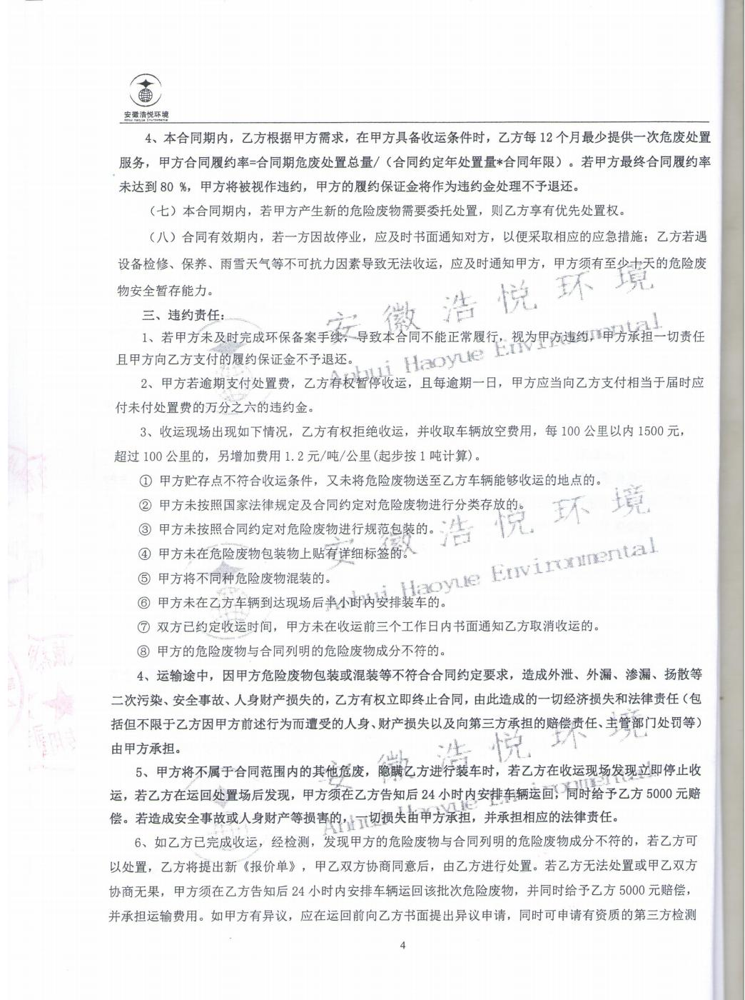 安徽浩悦环境
Anhui Haoyue Environmental
4、本合同期内，乙方根据甲方需求，在甲方具备收运条件时，乙方每 12 个月最少提供一次危废处置
服务，甲方合同履约率=合同期危废处置总量/（合同约定年处置量*合同年限）。若甲方最终合同履约率
未达到 80 %，甲方将被视作违约，甲方的履约保证金将作为违约金处理不予退还。
（七）本合同期内，若甲方产生新的危险废物需要委托处置，则乙方享有优先处置权。
（八）合同有效期内，若一方因故停业，应及时书面通知对方，以便采取相应的应急措施；乙方若遇
设备检修、保养、雨雪天气等不可抗力因素导致无法收运，应及时通知甲方，甲方须有至少十天的危险废
物安全暂存能力。
三、违约责任：
1、若甲方未及时完成环保备案手续，导致本合同不能正常履行，视为甲方违约，甲方承担一切责任
且甲方向乙方支付的履约保证金不予退还。
2、甲方若逾期支付处置费，乙方有权暂停收运，且每逾期一日，甲方应当向乙方支付相当于届时应
付未付处置费的万分之六的违约金。
3、收运现场出现如下情况，乙方有权拒绝收运，并收取车辆放空费用，每 100 公里以内 1500 元，
超过 100 公里的，另增加费用 1.2 元/吨/公里(起步按 1 吨计算)。
① 甲方贮存点不符合收运条件，又未将危险废物送至乙方车辆能够收运的地点的。
② 甲方未按照国家法律规定及合同约定对危险废物进行分类存放的。
③ 甲方未按照合同约定对危险废物进行规范包装的。
④ 甲方未在危险废物包装物上贴有详细标签的。
⑤ 甲方将不同种危险废物混装的。
⑥ 甲方未在乙方车辆到达现场后半小时内安排装车的。
⑦ 双方已约定收运时间，甲方未在收运前三个工作日内书面通知乙方取消收运的。
⑧ 甲方的危险废物与合同列明的危险废物成分不符的。
4、运输途中，因甲方危险废物包装或混装等不符合合同约定要求，造成外泄、外漏、渗漏、扬散等
二次污染、安全事故、人身财产损失的，乙方有权立即终止合同，由此造成的一切经济损失和法律责任（包
括但不限于乙方因甲方前述行为而遭受的人身、财产损失以及向第三方承担的赔偿责任、主管部门处罚等）
由甲方承担。
5、甲方将不属于合同范围内的其他危废，隐瞒乙方进行装车时，若乙方在收运现场发现立即停止收
运，若乙方在运回处置场后发现，甲方须在乙方告知后 24 小时内安排车辆运回，同时给予乙方 5000 元赔
偿。若造成安全事故或人身财产等损害的，一切损失由甲方承担，并承担相应的法律责任。
6、如乙方已完成收运，经检测，发现甲方的危险废物与合同列明的危险废物成分不符的，若乙方可
以处置，乙方将提出新《报价单》，甲乙双方协商同意后，由乙方进行处置。若乙方无法处置或甲乙双方
协商无果，甲方须在乙方告知后 24 小时内安排车辆运回该批次危险废物，并同时给予乙方 5000 元赔偿，
并承担运输费用。如甲方有异议，应在运回前向乙方书面提出异议申请，同时可申请有资质的第三方检测
4
安徽浩悦环境
Anhui Haoyue Environmental
安徽浩悦环境
Anhui Haoyue Environmental
安徽浩悦环境
Anhui Haoyue Environmental